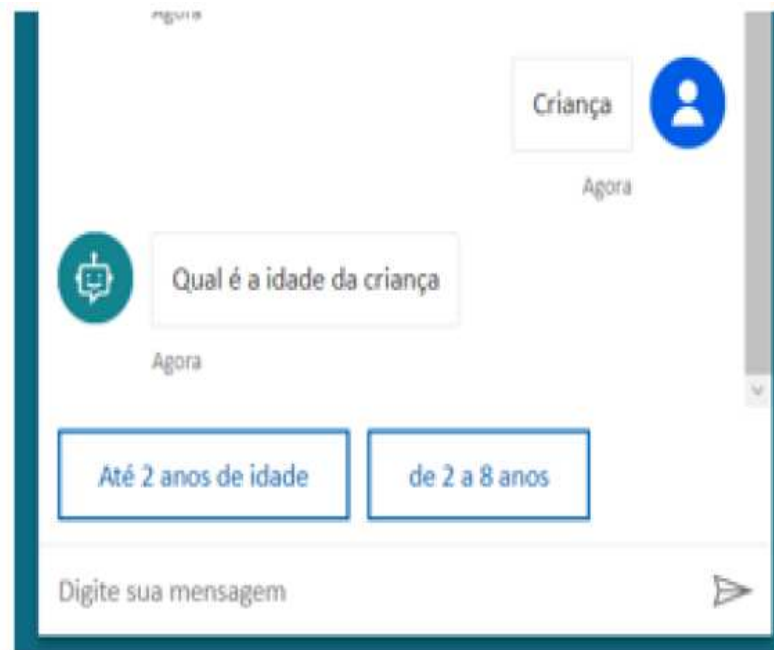 Agora
Criança
Agora
Qual é a idade da criança
Agora
Até 2 anos de idade
de 2 a 8 anos
Digite sua mensagem